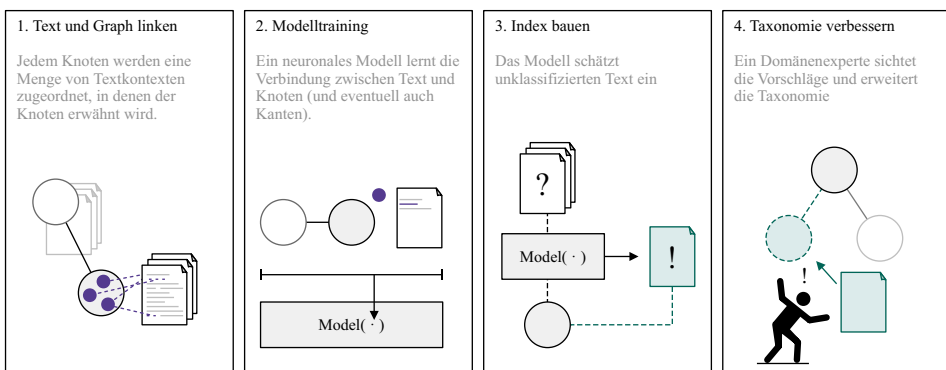 1. Text und Graph linken
Jedem Knoten werden eine
Menge von Textkontexten
zugeordnet, in denen der
Knoten erwähnt wird.
2. Modelltraining
Ein neuronales Modell lernt die
Verbindung zwischen Text und
Knoten (und eventuell auch
Kanten).
Model( · )
3. Index bauen
Das Modell schätzt
unklassifizierten Text ein
?
Model( · )
!
4. Taxonomie verbessern
Ein Domänenexperte sichtet
die Vorschläge und erweitert
die Taxonomie
!